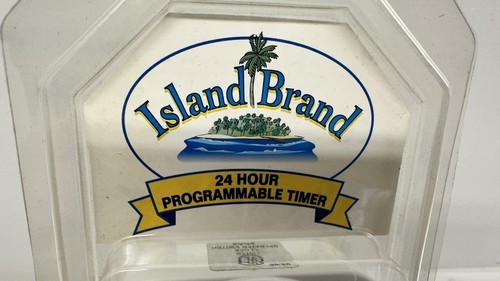 Island Brand
24 HOUR
PROGRAMMABLE TIMER